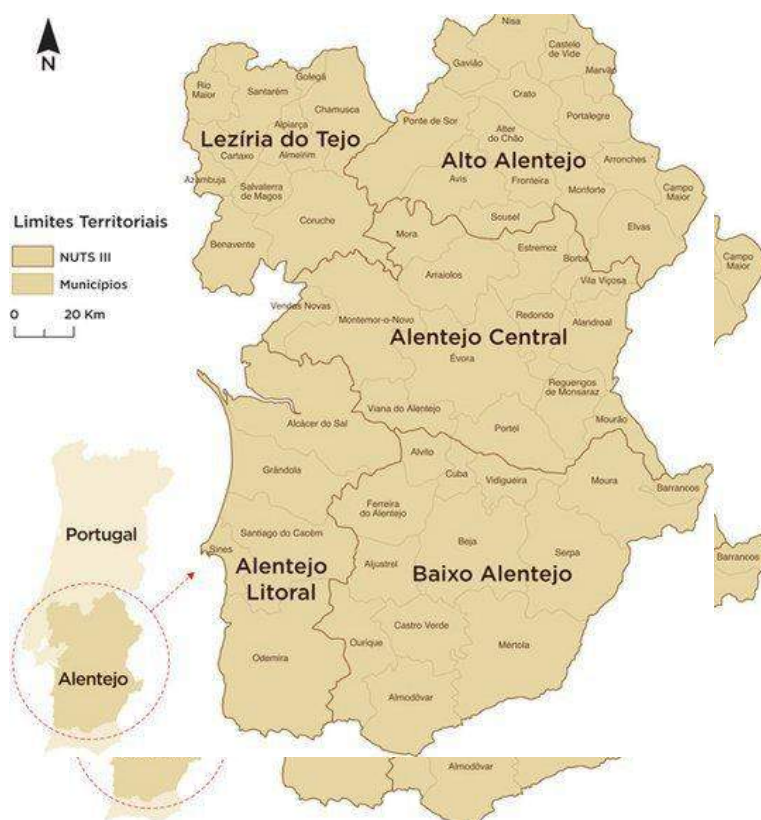 N
Nisa
Castelo
de Vide
Gavião
Marvão
Golegã
Rio
Maior
Santarém
Crato
Chamusca
Portalegre
Alpiarça
Ponte de Sor
Alter
do Chão
Lezíria do Tejo
Cartaxo
Almeirim
Alto Alentejo
Arronches
Azambuja
Salvaterra
de Magos
Avis
Fronteira
Monforte
Campo
Maior
Sousel
Coruche
Elvas
Benavente
Mora
Estremoz
Borba
Campo
Maior
Limites Territoriais
NUTS III
Municípios
0 20 Km
Arraiolos
Vila Viçosa
Vendas Novas
Montemor-o-Novo
Redondo
Alandroal
Alentejo Central
Évora
Reguengos
de Monsaraz
Viana do Alentejo
Mourão
Alcácer do Sal
Portel
Alvito
Cuba
Vidigueira
Moura
Barrancos
Grândola
Ferreira
do Alentejo
Portugal
Santiago do Cacém
Sines
Beja
Serpa
Barrancos
Aljustrel
Alentejo
Litoral
Baixo Alentejo
Castro Verde
Ourique
Mértola
Odemira
Alentejo
Almodôvar
Almodôvar